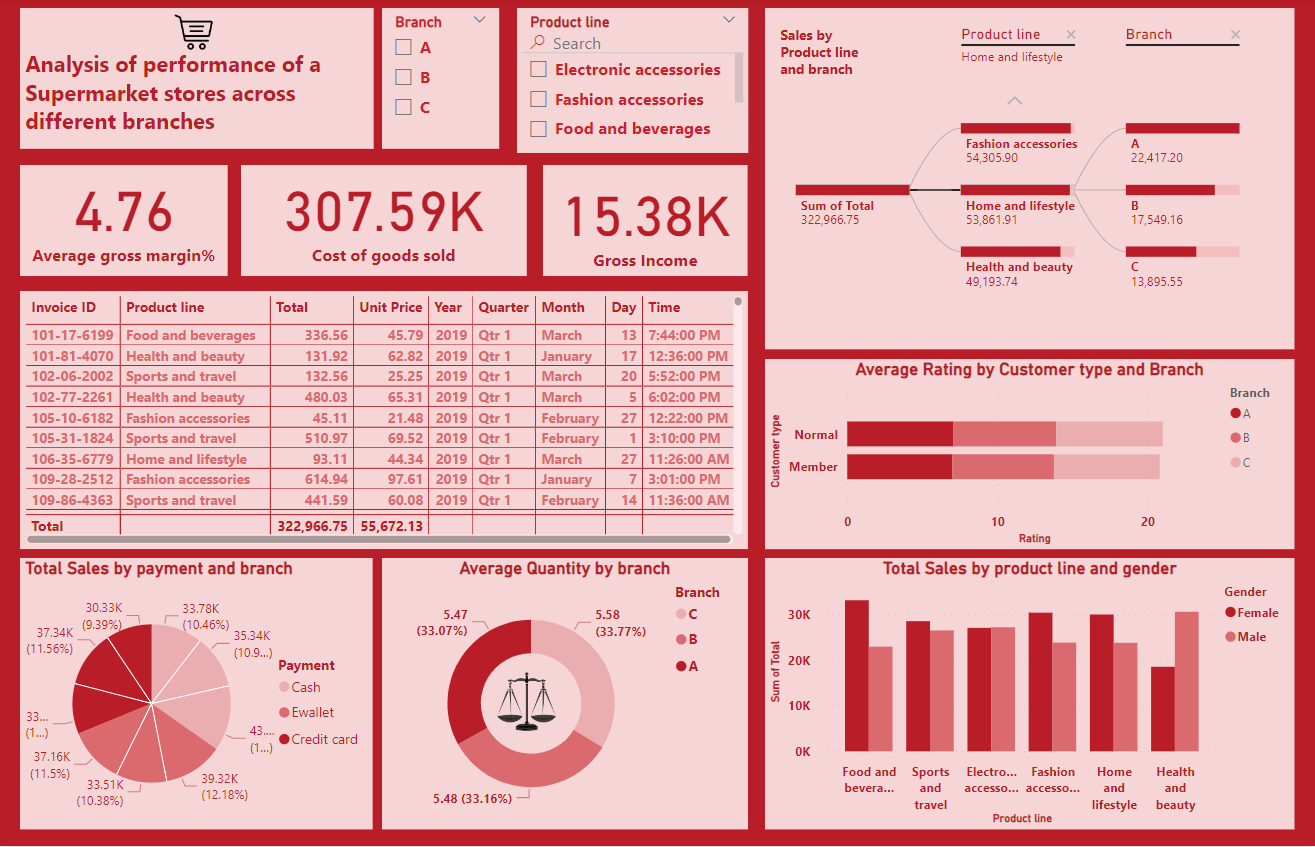 Analysis of performance of a
Supermarket stores across
different branches
Branch
A
B
C
Product line
Search
Electronic accessories
Fashion accessories
Food and beverages
Sales by
Product line
and branch
Product line
Home and lifestyle
Branch
Sum of Total
322,966.75
Fashion accessories
54,305.90
Home and lifestyle
53,861.91
Health and beauty
49,193.74
A
22,417.20
B
17,549.16
C
13,895.55
4.76
Average gross margin%
307.59K
Cost of goods sold
15.38K
Gross Income
Invoice ID Product line Total Unit Price Year Quarter Month Day Time
101-17-6199 Food and beverages 336.56 45.79 2019 Qtr 1 March 13 7:44:00 PM
101-81-4070 Health and beauty 131.92 62.82 2019 Qtr 1 January 17 12:36:00 PM
102-06-2002 Sports and travel 132.56 25.25 2019 Qtr 1 March 20 5:52:00 PM
102-77-2261 Health and beauty 480.03 65.31 2019 Qtr 1 March 5 6:02:00 PM
105-10-6182 Fashion accessories 45.11 21.48 2019 Qtr 1 February 27 12:22:00 PM
105-31-1824 Sports and travel 510.97 69.52 2019 Qtr 1 February 1 3:10:00 PM
106-35-6779 Home and lifestyle 93.11 44.34 2019 Qtr 1 March 27 11:26:00 AM
109-28-2512 Fashion accessories 614.94 97.61 2019 Qtr 1 January 7 3:01:00 PM
109-86-4363 Sports and travel 441.59 60.08 2019 Qtr 1 February 14 11:36:00 AM
Total 322,966.75 55,672.13
Average Rating by Customer type and Branch
Customer type
Normal
Member
0 10 20
Rating
Branch
A
B
C
Total Sales by payment and branch
30.33K
(9.39%)
33.78K
(10.46%)
37.34K
(11.56%)
35.34K
(10.9...)
33...
(1...)
43....
(1...)
37.16K
(11.5%)
33.51K
(10.38%)
39.32K
(12.18%)
Payment
Cash
Ewallet
Credit card
Average Quantity by branch
5.47
(33.07%)
5.58
(33.77%)
5.48 (33.16%)
Branch
C
B
A
Total Sales by product line and gender
Sum of Total
30K
20K
10K
0K
Food and
bevera...
Sports
and
travel
Electro...
accesso...
Fashion
accesso...
Home
and
lifestyle
Health
and
beauty
Product line
Gender
Female
Male